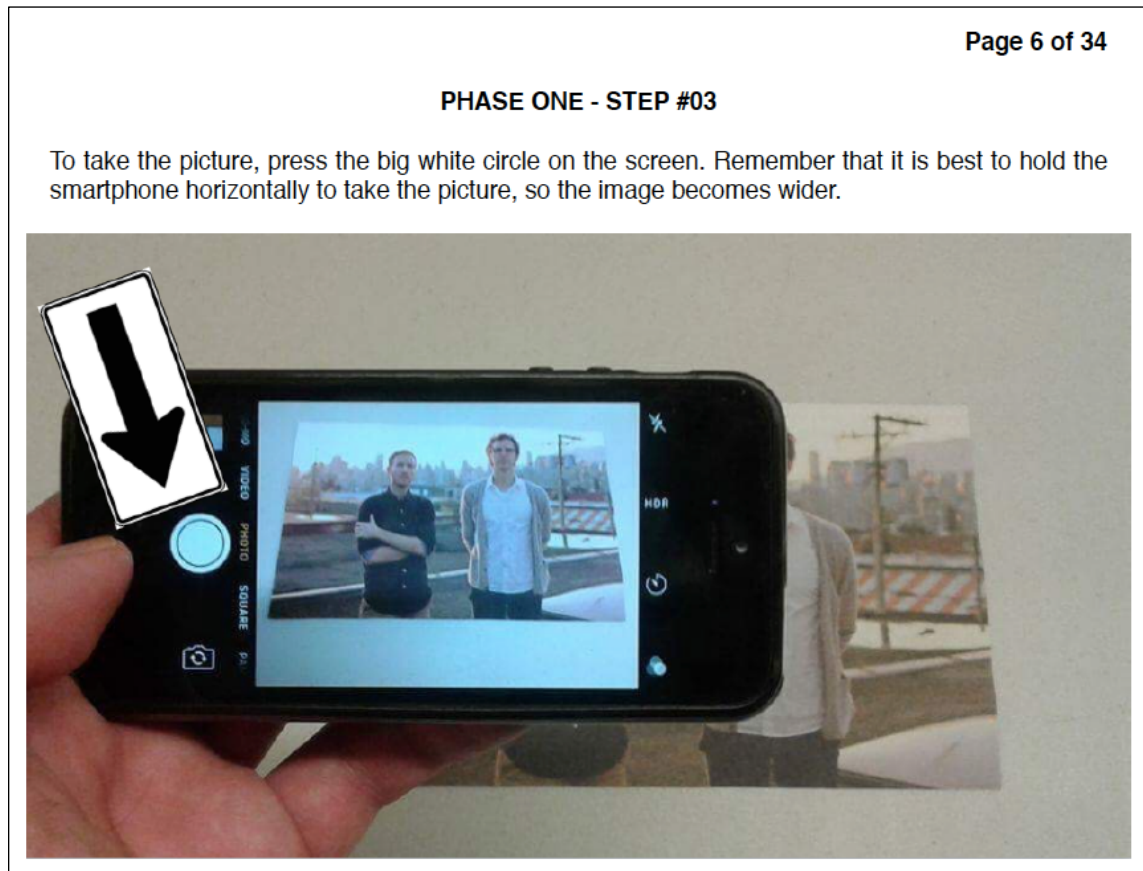 Page 6 of 34
PHASE ONE - STEP #03
To take the picture, press the big white circle on the screen. Remember that it is best to hold the
smartphone horizontally to take the picture, so the image becomes wider.
VIDEO
PHOTO
SQUARE
HDR